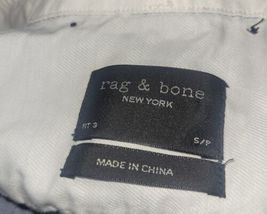 rag & bone
NEW YORK
FIT 3 S/P
MADE IN CHINA